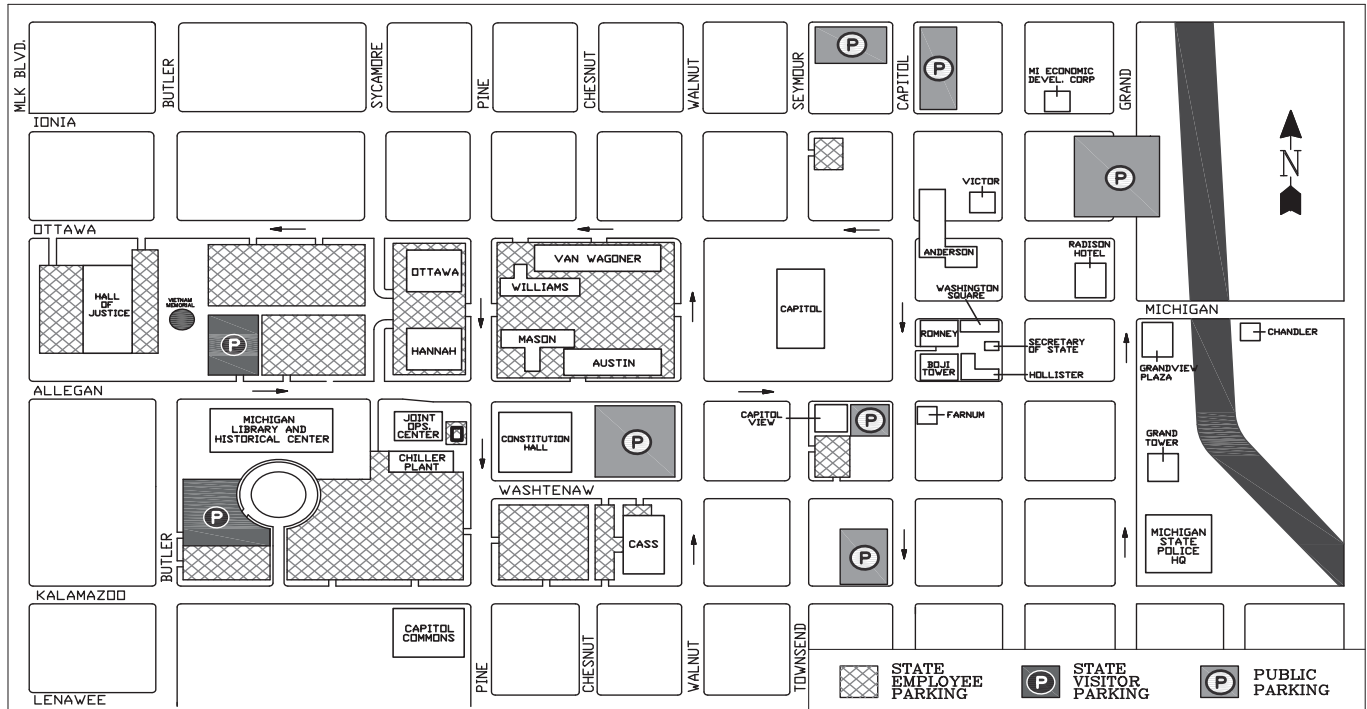 MLK BLVD.
BUTLER
SYCAMORE
PINE
CHESNUT
WALNUT
SEYMOUR
P
CAPITOL
P
MI ECONOMIC
DEVEL. CORP
GRAND
IONIA
N
P
VICTOR
OTTAWA
OTTAWA
VAN WAGONER
WILLIAMS
ANDERSON
RADISON
HOTEL
WASHINGTON
SQUARE
HALL
OF
JUSTICE
VIETNAM
MEMORIAL
CAPITOL
MICHIGAN
P
HANNAH
MASON
AUSTIN
ROMNEY
SECRETARY
OF STATE
CHANDLER
BOJI
TOWER
HOLLISTER
GRANDVIEW
PLAZA
ALLEGAN
MICHIGAN
LIBRARY AND
HISTORICAL CENTER
JOINT
OPS.
CENTER
CONSTITUTION
HALL
P
CAPITOL
VIEW
P
FARNUM
CHILLER
PLANT
GRAND
TOWER
WASHTENAW
P
BUTLER
CASS
P
MICHIGAN
STATE
POLICE
HQ
KALAMAZOO
CAPITOL
COMMONS
PINE
CHESNUT
WALNUT
TOWNSEND
LENAWEE
STATE
EMPLOYEE
PARKING
P
STATE
VISITOR
PARKING
P
PUBLIC
PARKING